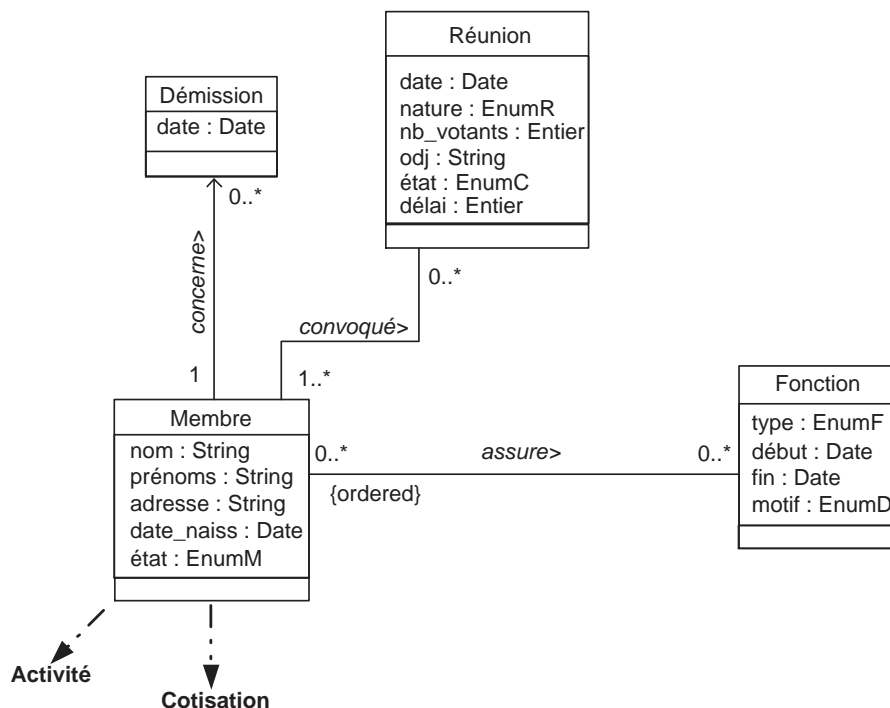 Réunion
date : Date
nature : EnumR
nb_votants : Entier
odj : String
état : EnumC
délai : Entier
Démission
date : Date
0..*
concerne>
1
0..*
convoqué>
1..*
Membre
nom : String
prénoms : String
adresse : String
date_naiss : Date
état : EnumM
0..*
assure>
0..*
{ordered}
Fonction
type : EnumF
début : Date
fin : Date
motif : EnumD
Activité
Cotisation